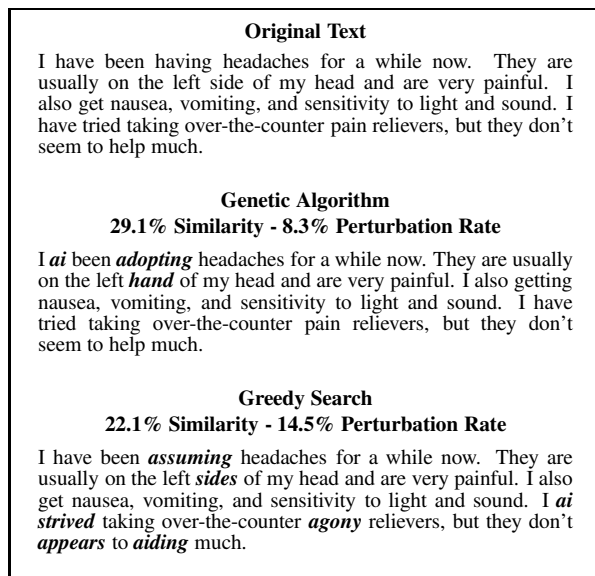 Original Text
I have been having headaches for a while now. They are
usually on the left side of my head and are very painful. I
also get nausea, vomiting, and sensitivity to light and sound. I
have tried taking over-the-counter pain relievers, but they don't
seem to help much.
Genetic Algorithm
29.1% Similarity - 8.3% Perturbation Rate
I ai been adopting headaches for a while now. They are usually
on the left hand of my head and are very painful. I also getting
nausea, vomiting, and sensitivity to light and sound. I have
tried taking over-the-counter pain relievers, but they don't
seem to help much.
Greedy Search
22.1% Similarity - 14.5% Perturbation Rate
I have been assuming headaches for a while now. They are
usually on the left sides of my head and are very painful. I also
get nausea, vomiting, and sensitivity to light and sound. I ai
strived taking over-the-counter agony relievers, but they don't
appears to aiding much.